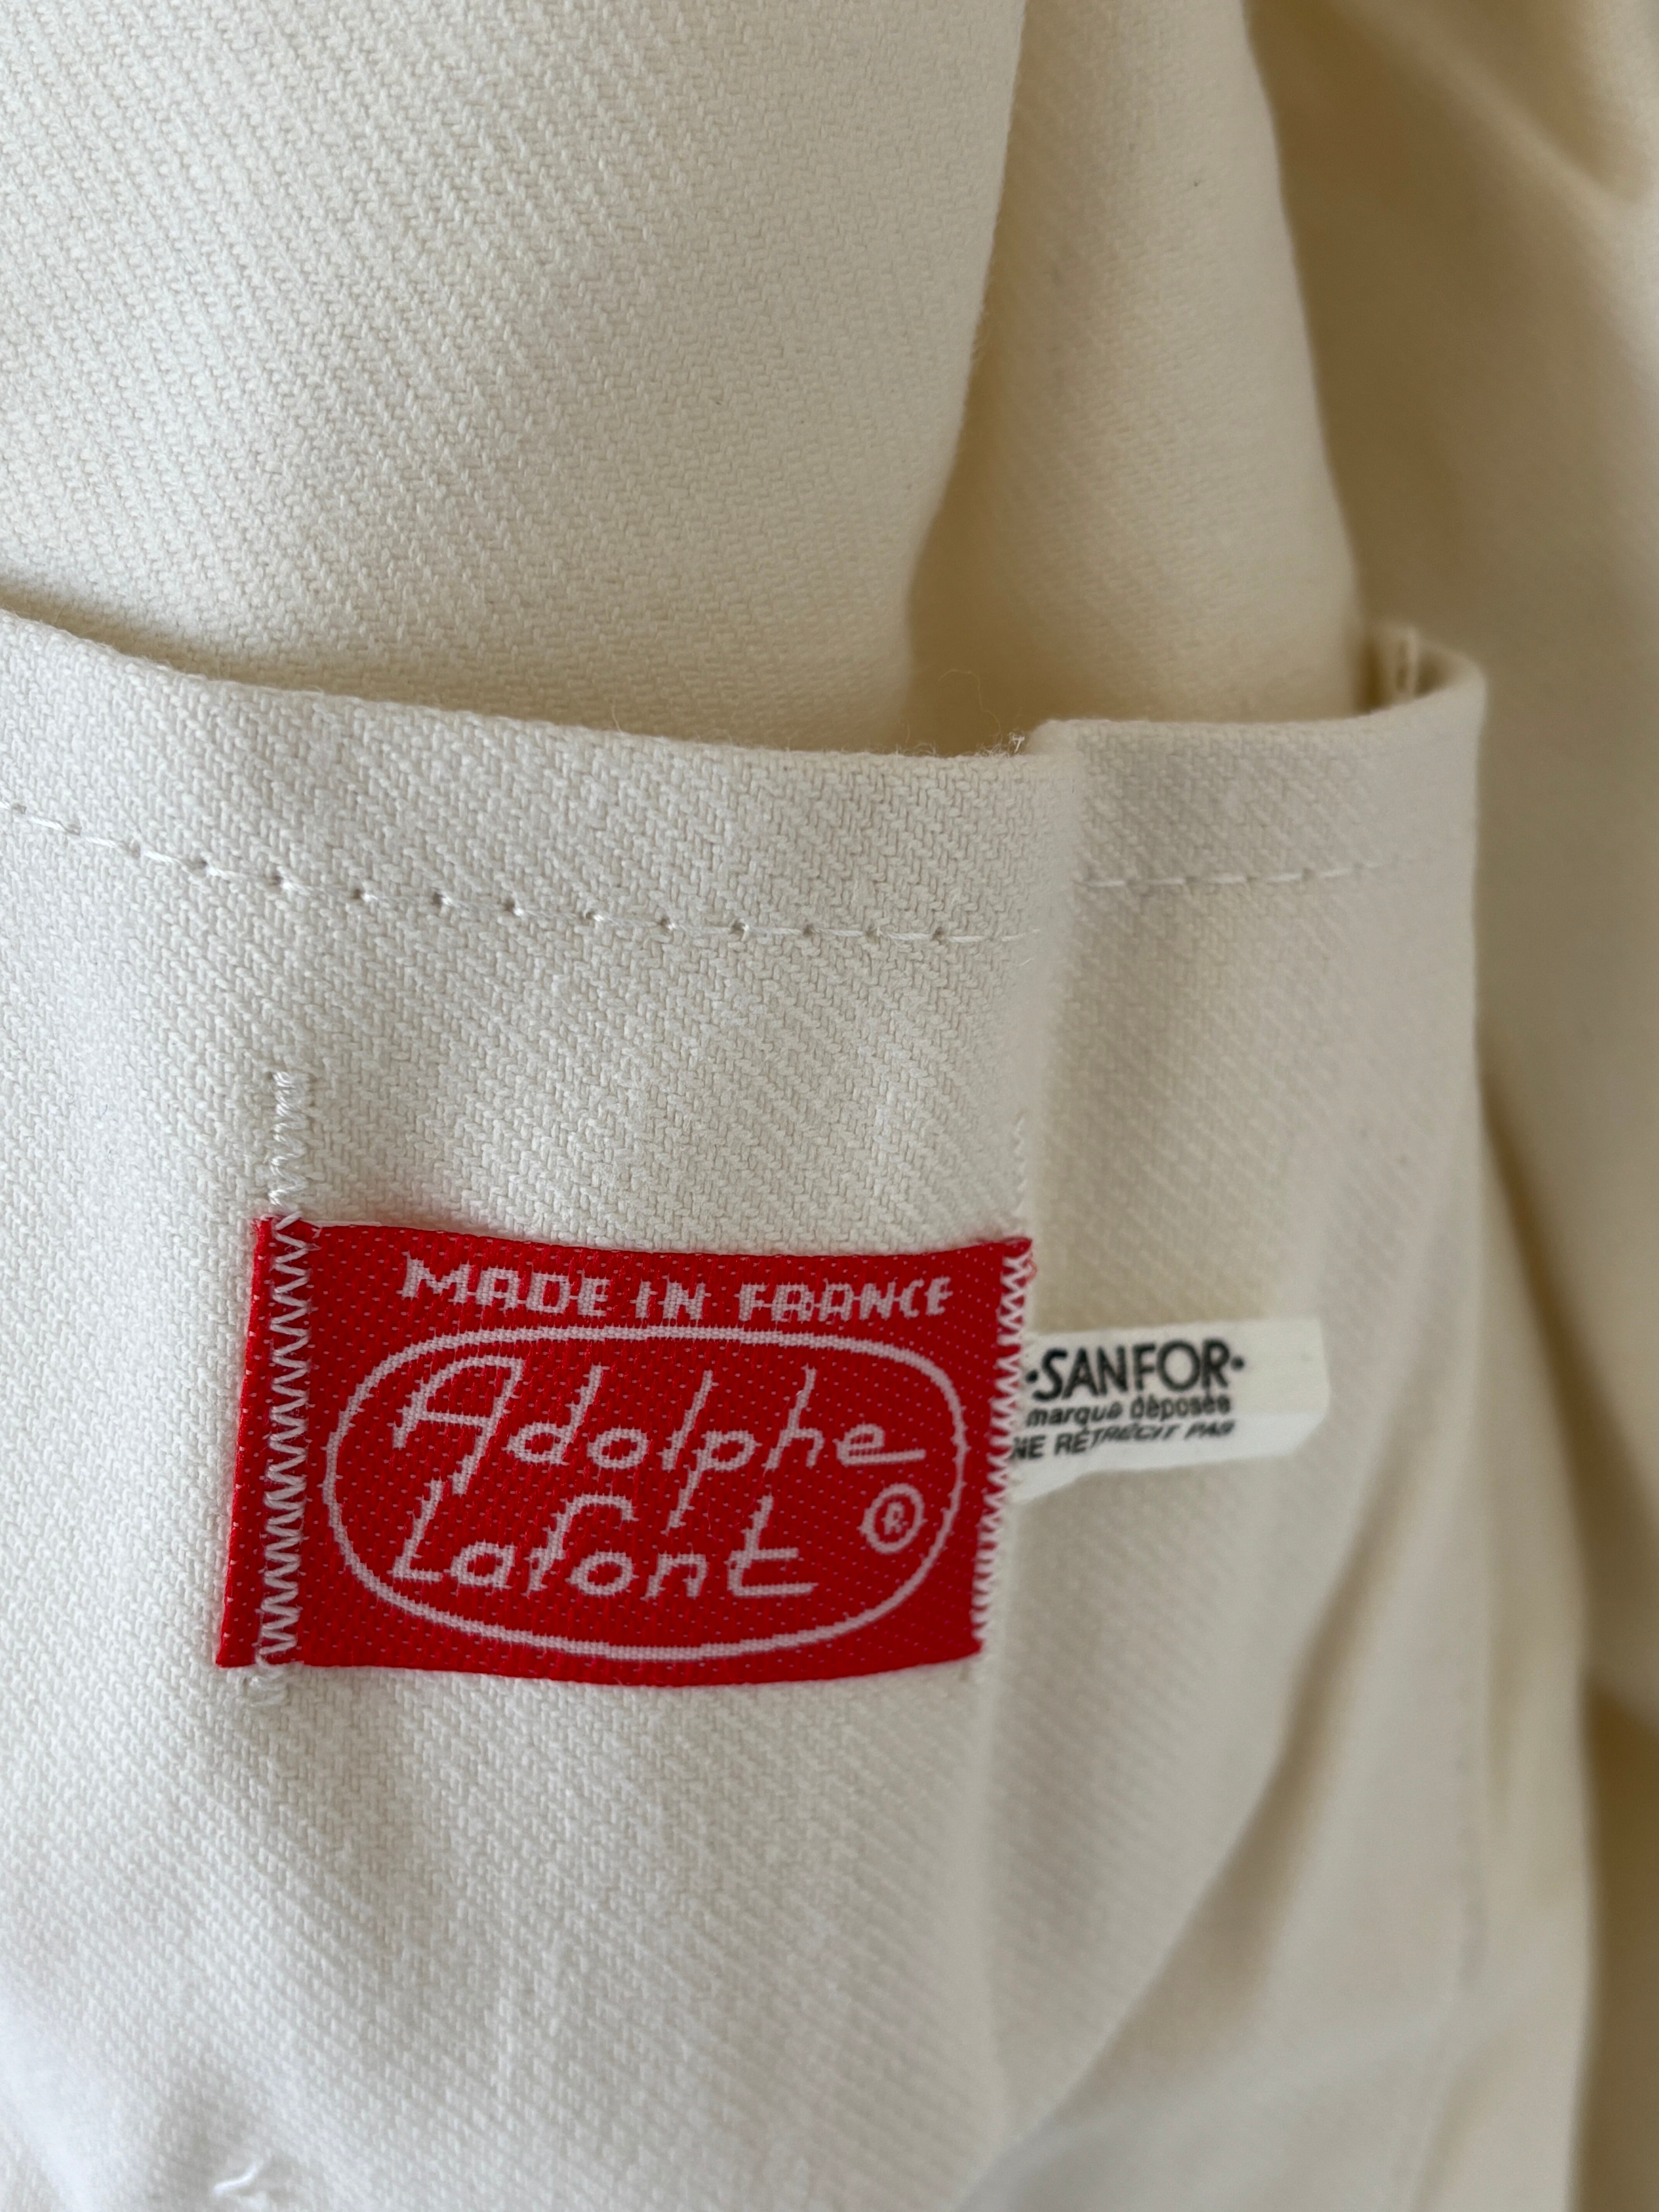 MADE IN FRANCE
Adolphe
Lafont ®
·SANFOR·
marque déposée
NE RÉTRÉCIT PAS